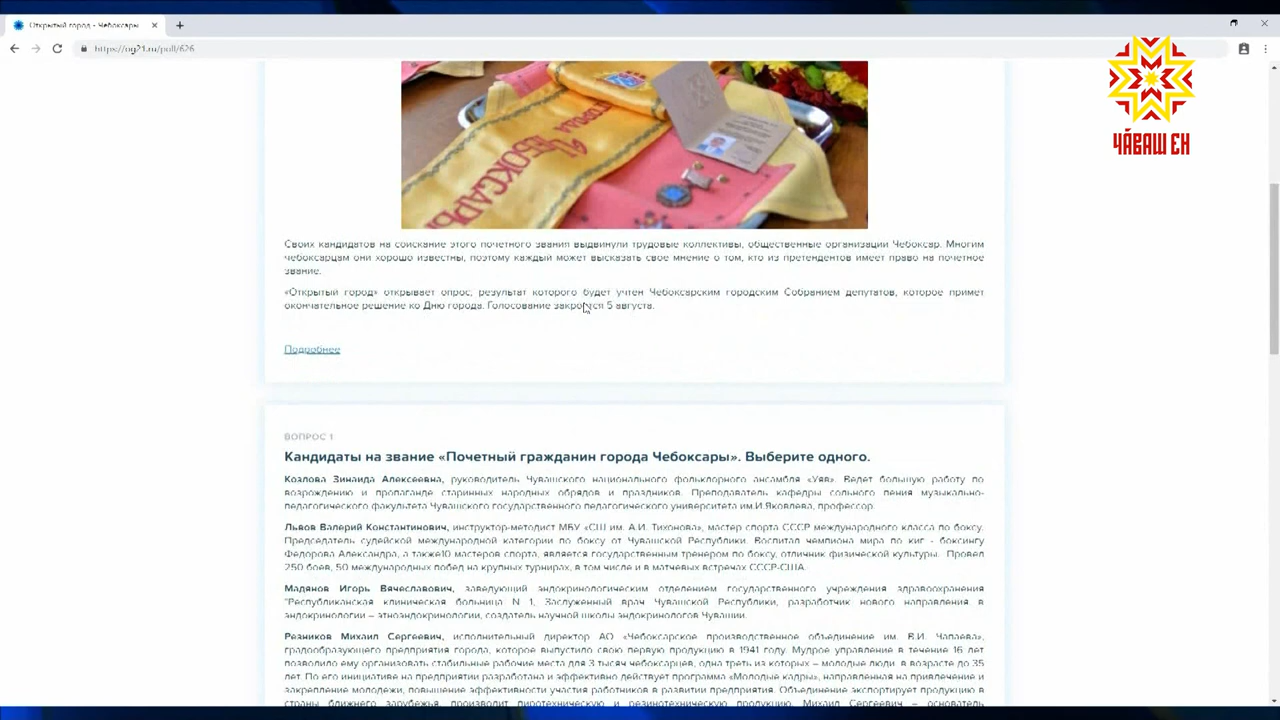 Открытый город - Чебоксары
https://og21.ru/poll/626
ЧӐВАШ ЕН
ЧЕБОКСАРЫ
Своих кандидатов на соискание этого почетного звания выдвинули трудовые коллективы, общественные организации Чебоксар. Многим
чебоксарцам они хорошо известны, поэтому каждый может высказать свое мнение о том, кто из претендентов имеет право на почетное
звание.
«Открытый город» открывает опрос, результат которого будет учтен Чебоксарским городским Собранием депутатов, которое примет
окончательное решение ко Дню города. Голосование закроется 5 августа.
Подробнее
ВОПРОС 1
Кандидаты на звание «Почетный гражданин города Чебоксары». Выберите одного.
Козлова Зинаида Алексеевна, руководитель Чувашского национального фольклорного ансамбля «Уяв». Ведет большую работу по
возрождению и пропаганде старинных народных обрядов и праздников. Преподаватель кафедры сольного пения музыкально-
педагогического факультета Чувашского государственного педагогического университета им.И.Яковлева, профессор.
Львов Валерий Константинович, инструктор-методист МБУ «СШ им. А.И. Тихонова», мастер спорта СССР международного класса по боксу.
Председатель судейской международной категории по боксу от Чувашской Республики. Воспитал чемпиона мира по киг - боксингу
Федорова Александра, а также10 мастеров спорта, является государственным тренером по боксу, отличник физической культуры. Провел
250 боев, 50 международных побед на крупных турнирах, в том числе и в матчевых встречах СССР-США.
Мадянов Игорь Вячеславович, заведующий эндокринологическим отделением государственного учреждения здравоохранения
"Республиканская клиническая больница N 1, Заслуженный врач Чувашской Республики, разработчик нового направления в
эндокринологии – этноэндокринологии, создатель научной школы эндокринологов Чувашии.
Резников Михаил Сергеевич, исполнительный директор АО «Чебоксарское производственное объединение им. В.И. Чапаева»,
градообразующего предприятия города, которое выпустило свою первую продукцию в 1941 году. Мудрое управление в течение 16 лет
позволило ему организовать стабильные рабочие места для 3 тысяч чебоксарцев, одна треть из которых – молодые люди в возрасте до 35
лет. По его инициативе на предприятии разработана и эффективно действует программа «Молодые кадры», направленная на привлечение и
закрепление молодежи, повышение эффективности участия работников в развитии предприятия. Объединение экспортирует продукцию в
страны ближнего зарубежья, производит пиротехническую и резинотехническую продукцию. Михаил Сергеевич – основатель